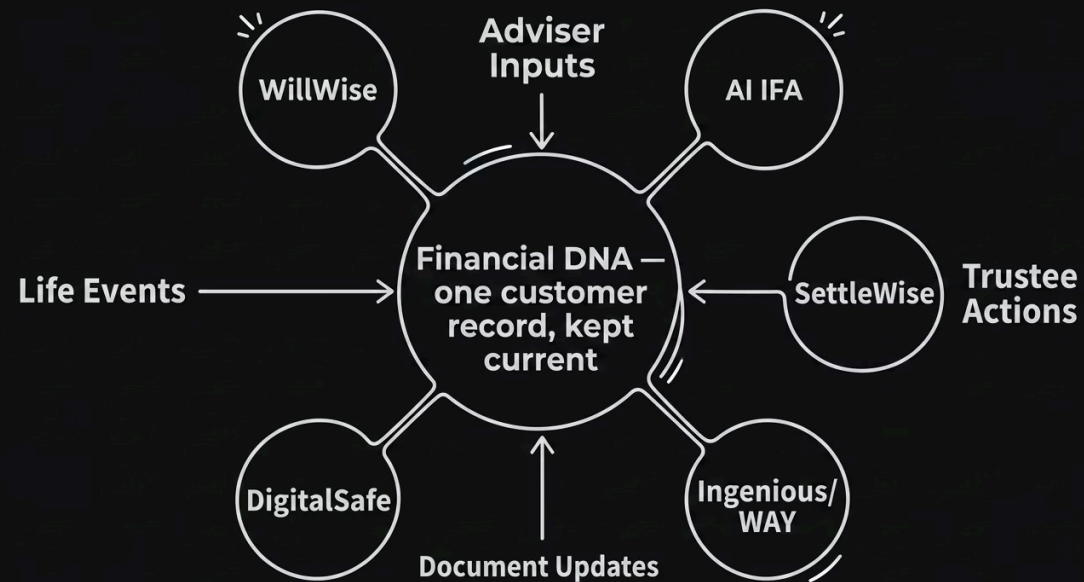 Adviser
Inputs
WillWise
AI IFA
Financial DNA —
one customer
record, kept
current
Life Events
SettleWise
Trustee
Actions
DigitalSafe
Ingenious/
WAY
Document Updates